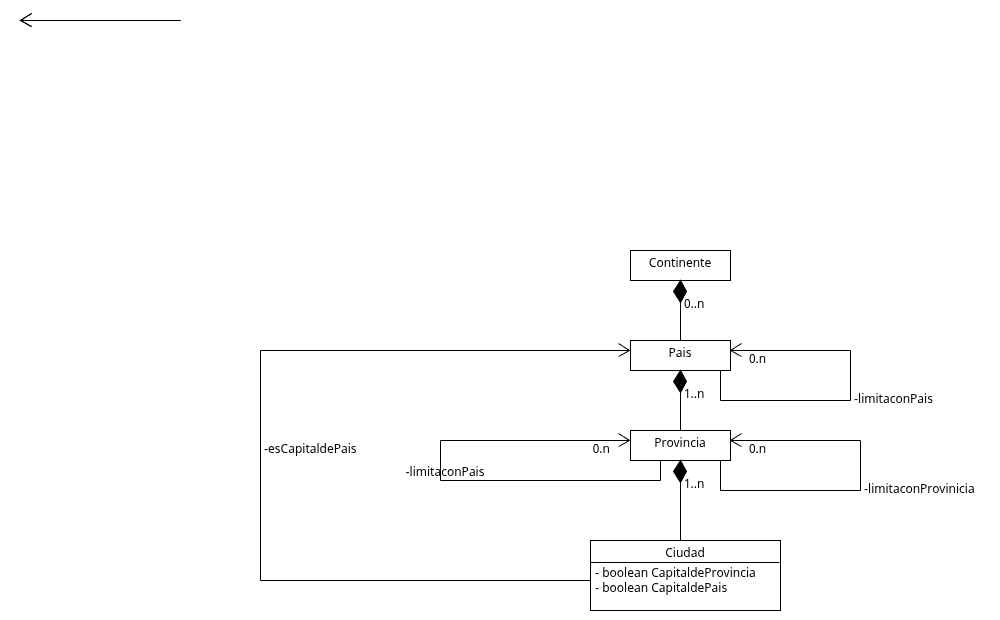 Continente
0..n
Pais
0.n
1..n
-limitaconPais
Provincia
-esCapitaldePais
0.n
0.n
-limitaconPais
1..n
-limitaconProvinicia
Ciudad
- boolean CapitaldeProvincia
- boolean CapitaldePais